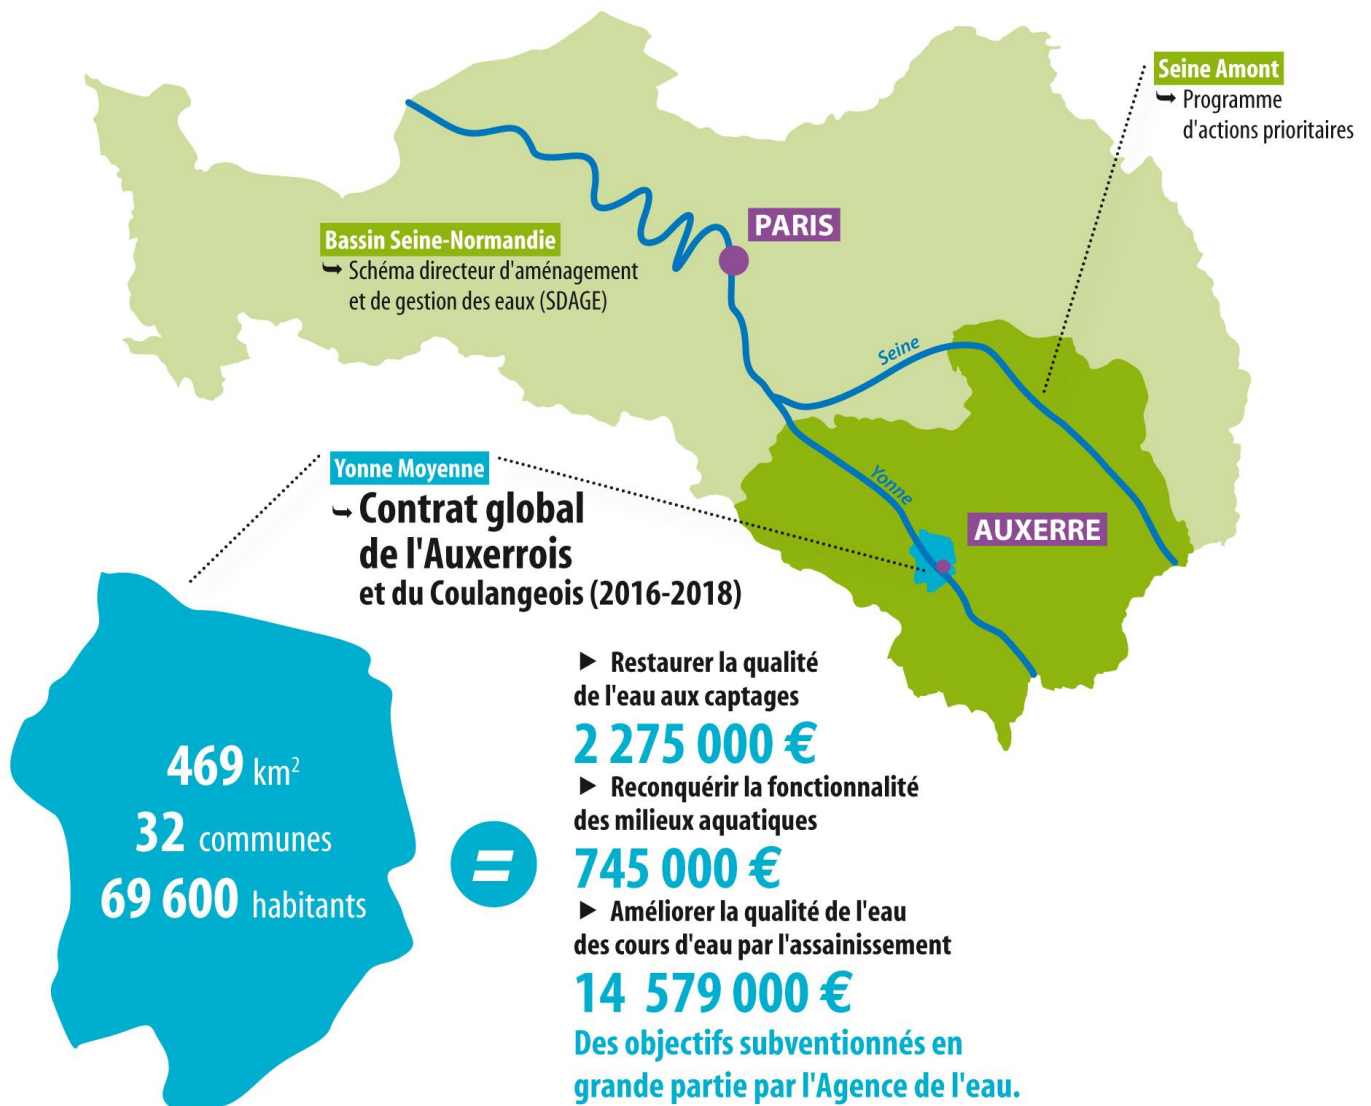 Seine Amont
➥ Programme
d'actions prioritaires
PARIS
Bassin Seine-Normandie
➥ Schéma directeur d'aménagement
et de gestion des eaux (SDAGE)
Seine
Yonne
AUXERRE
Yonne Moyenne
➥ Contrat global
de l'Auxerrois
et du Coulangeois (2016-2018)
469 km²
32 communes
69 600 habitants
=
► Restaurer la qualité
de l'eau aux captages
2 275 000 €
► Reconquérir la fonctionnalité
des milieux aquatiques
745 000 €
► Améliorer la qualité de l'eau
des cours d'eau par l'assainissement
14 579 000 €
Des objectifs subventionnés en
grande partie par l'Agence de l'eau.